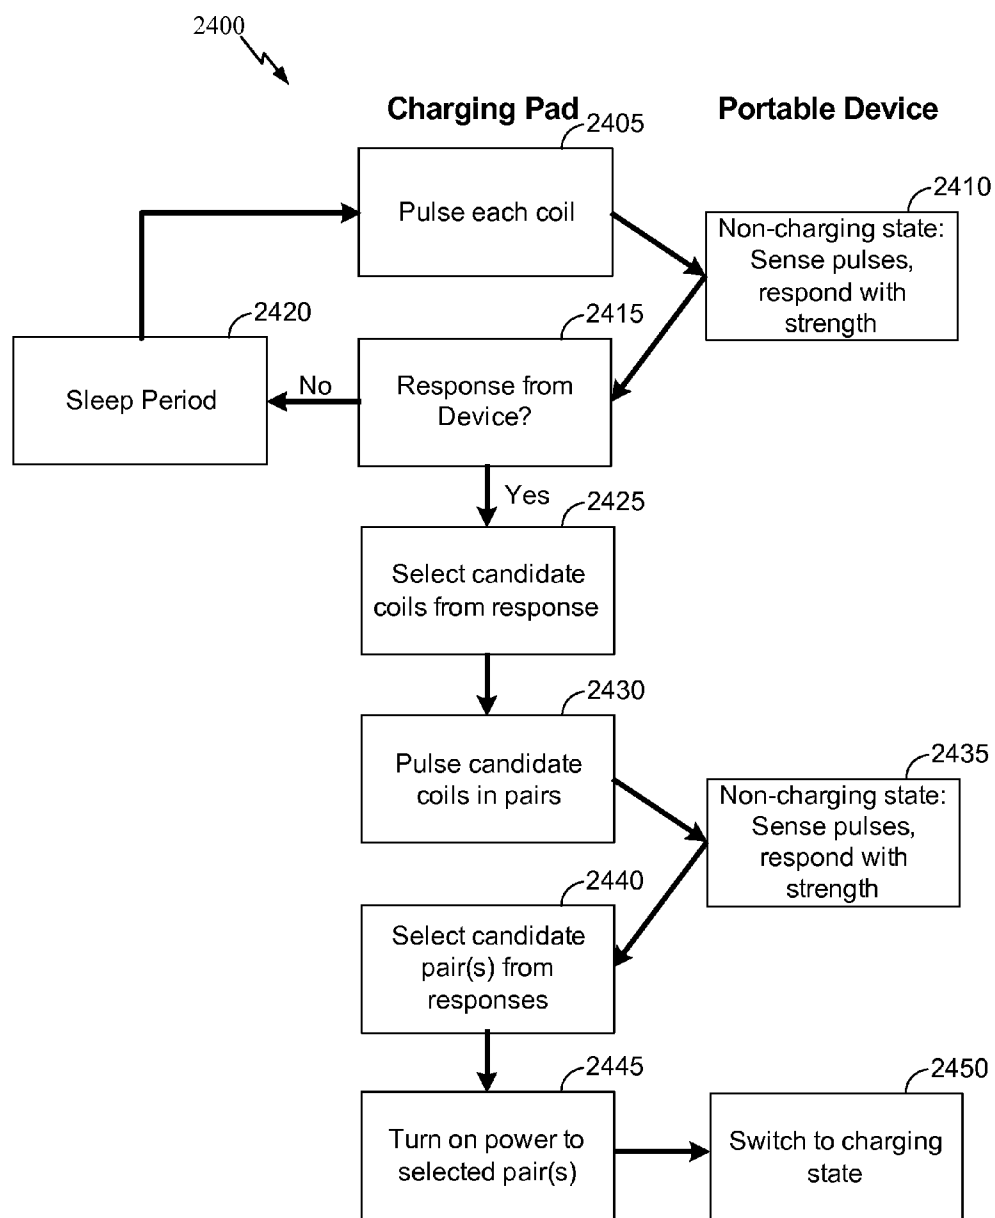 2400
Charging Pad
Portable Device
2405
Pulse each coil
2410
Non-charging state:
Sense pulses,
respond with
strength
2420
Sleep Period
No
2415
Response from
Device?
Yes
2425
Select candidate
coils from response
2430
Pulse candidate
coils in pairs
2435
Non-charging state:
Sense pulses,
respond with
strength
2440
Select candidate
pair(s) from
responses
2445
Turn on power to
selected pair(s)
2450
Switch to charging
state